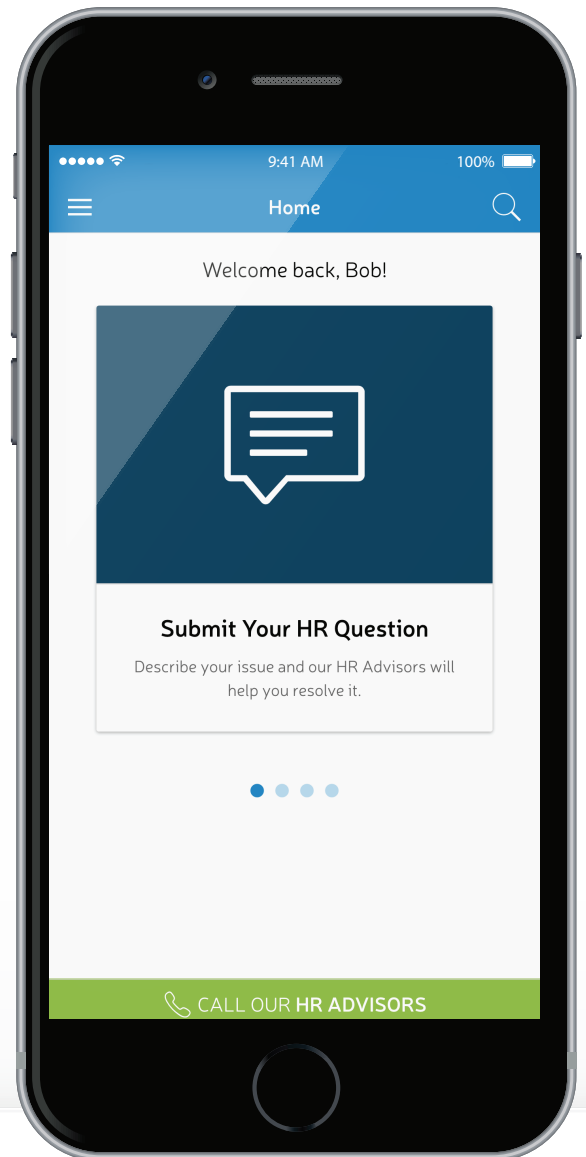 9:41 AM
100%
Home
Welcome back, Bob!
Submit Your HR Question
Describe your issue and our HR Advisors will
help you resolve it.
CALL OUR HR ADVISORS